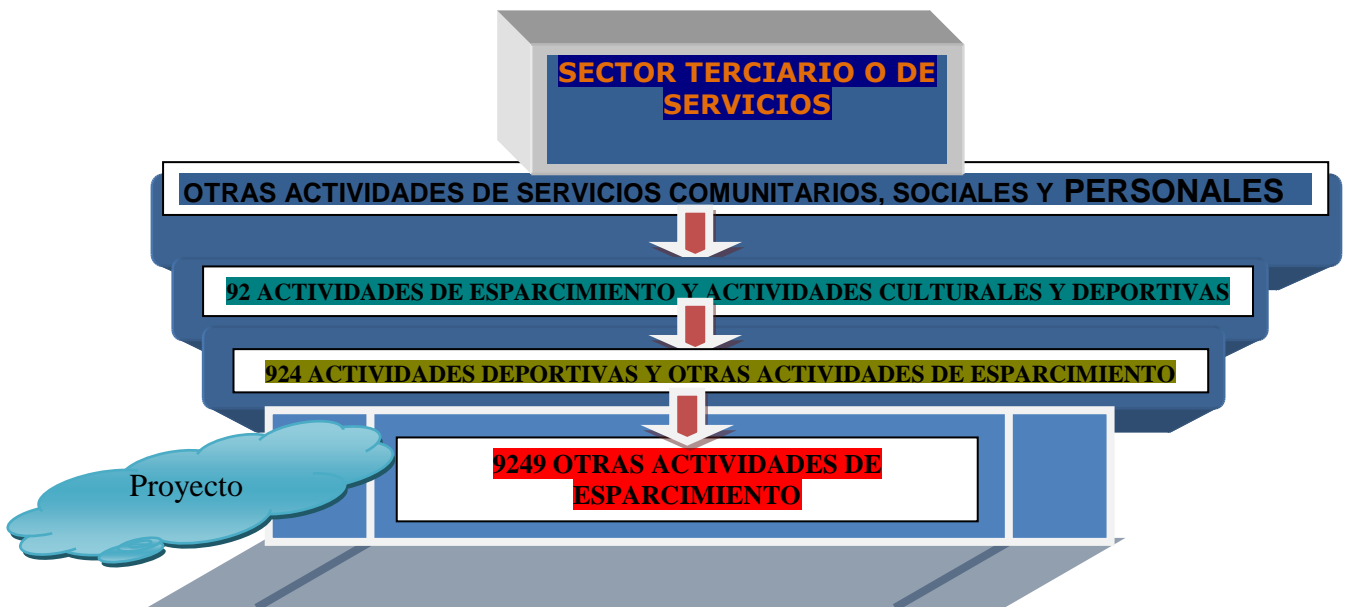 SECTOR TERCIARIO O DE
SERVICIOS
OTRAS ACTIVIDADES DE SERVICIOS COMUNITARIOS, SOCIALES Y PERSONALES
92 ACTIVIDADES DE ESPARCIMIENTO Y ACTIVIDADES CULTURALES Y DEPORTIVAS
924 ACTIVIDADES DEPORTIVAS Y OTRAS ACTIVIDADES DE ESPARCIMIENTO
9249 OTRAS ACTIVIDADES DE
ESPARCIMIENTO
Proyecto